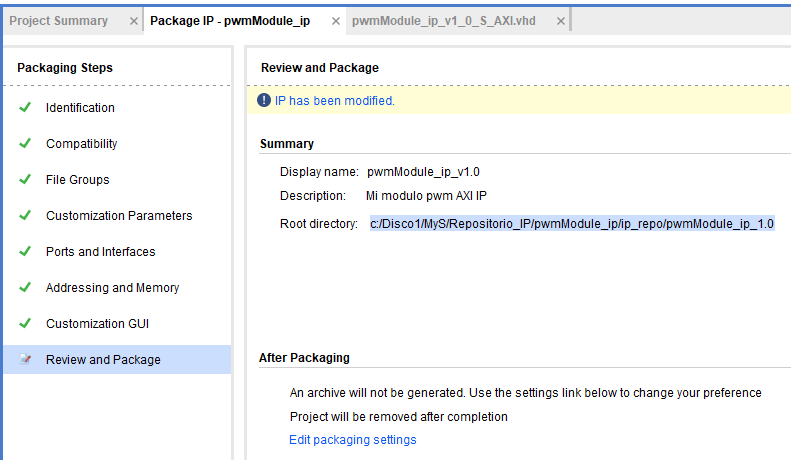 Project Summary
Package IP - pwmModule_ip
pwmModule_ip_v1_0_S_AXI.vhd
Packaging Steps
Identification
Compatibility
File Groups
Customization Parameters
Ports and Interfaces
Addressing and Memory
Customization GUI
Review and Package
Review and Package
IP has been modified.
Summary
Display name: pwmModule_ip_v1.0
Description: Mi modulo pwm AXI IP
Root directory: c:/Disco1/MyS/Repositorio_IP/pwmModule_ip/ip_repo/pwmModule_ip_1.0
After Packaging
An archive will not be generated. Use the settings link below to change your preference
Project will be removed after completion
Edit packaging settings